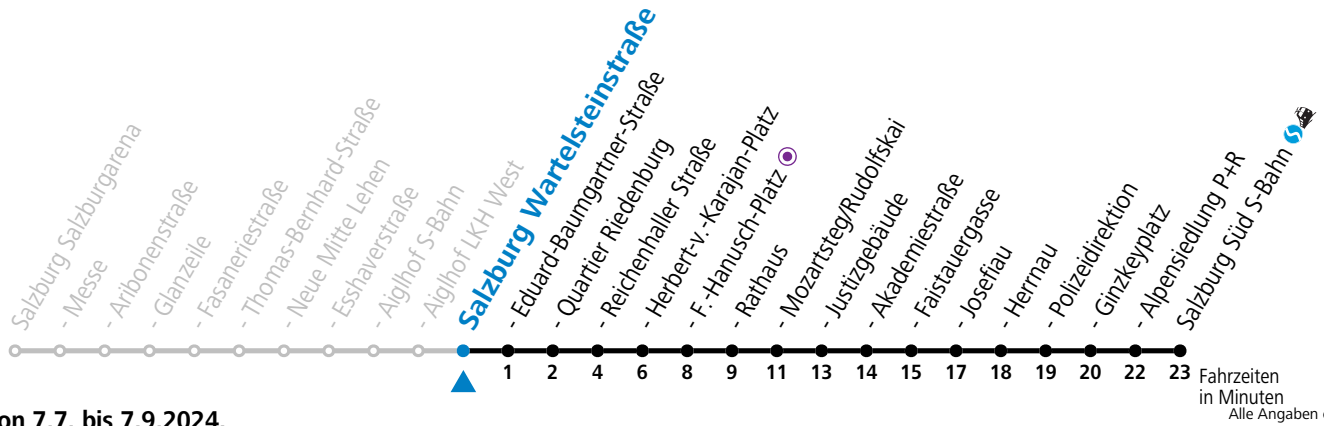 Salzburg Salzburgarena
- Messe
- Aribonenstraße
- Glanzeile
- Fasaneriestraße
- Thomas-Bernhard-Straße
- Neue Mitte Lehen
- Esshaverstraße
- Aiglhof S-Bahn
- Aiglhof LKH West
Salzburg Wartelsteinstraße
- Eduard-Baumgartner-Straße
- Quartier Riedenburg
- Reichenhaller Straße
- Herbert-v.-Karajan-Platz
- F.-Hanusch-Platz
- Rathaus
- Mozartsteg/Rudolfskai
- Justizgebäude
- Akademiestraße
- Faistauergasse
- Josefiau
- Herrnau
- Polizeidirektion
- Ginzkeyplatz
- Alpensiedlung P+R
Salzburg Süd S-Bahn
1 2 4 6 8 9 11 13 14 15 17 18 19 20 22 23
Fahrzeiten
in Minuten
Alle Angaben
on 7.7. bis 7.9.2024.